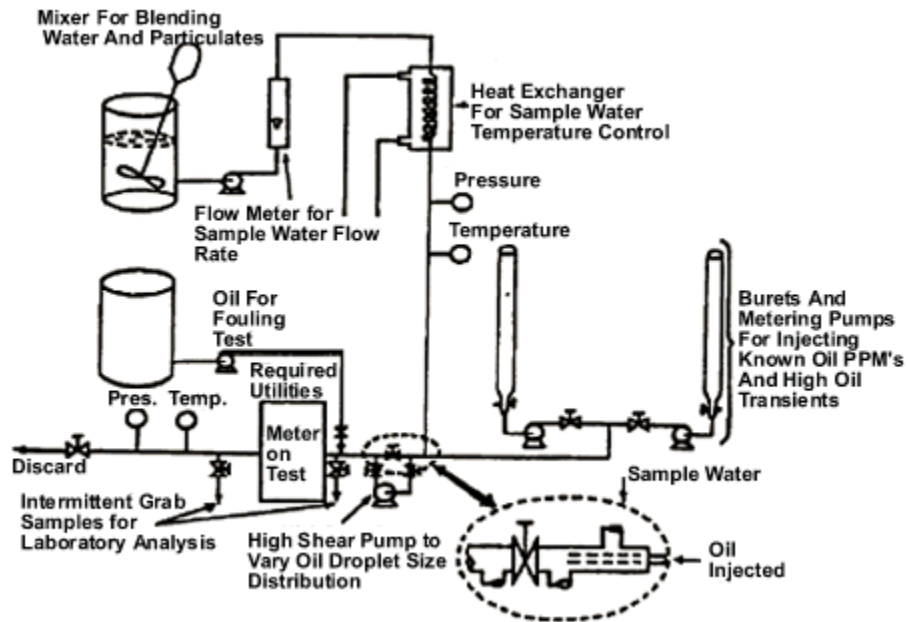 Mixer For Blending
Water And Particulates
Heat Exchanger
For Sample Water
Temperature Control
Pressure
Flow Meter for
Sample Water Flow
Rate
Temperature
Oil For
Fouling
Test
Burets And
Metering Pumps
For Injecting
Known Oil PPM's
And High Oil
Transients
Required
Utilities
Pres.
Temp.
Meter
on
Test
Discard
Sample Water
Intermittent Grab
Samples for
Laboratory Analysis
High Shear Pump to
Vary Oil Droplet Size
Distribution
Oil
Injected